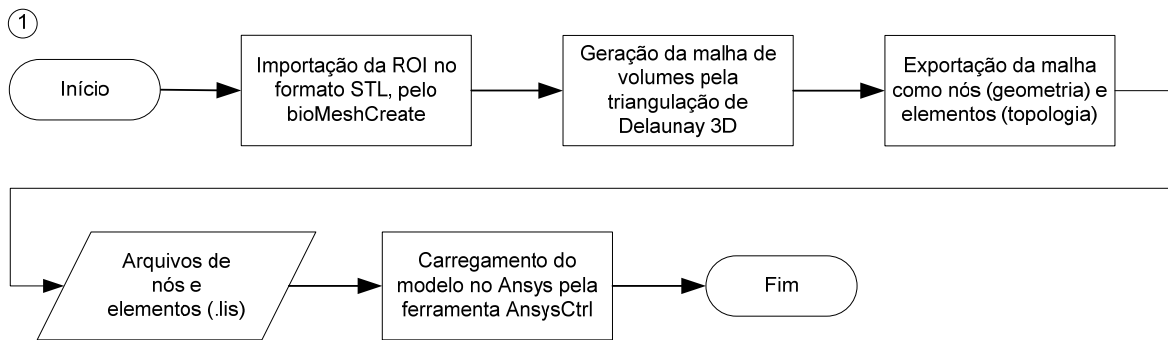 1
Início
Importação da ROI no
formato STL, pelo
bioMeshCreate
Geração da malha de
volumes pela
triangulação de
Delaunay 3D
Exportação da malha
como nós (geometria) e
elementos (topologia)
Arquivos de
nós e
elementos (.lis)
Carregamento do
modelo no Ansys pela
ferramenta AnsysCtrl
Fim